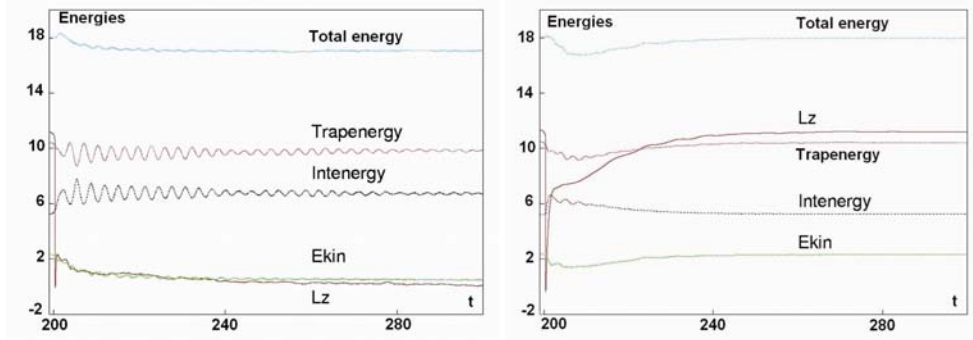 Energies
18
Total energy
14
Trapenergy
10
Intenergy
6
Ekin
2
Lz
t
-2
200 240 280
Energies
18
Total energy
14
Lz
10
Trapenergy
Intenergy
6
Ekin
2
t
-2
200 240 280